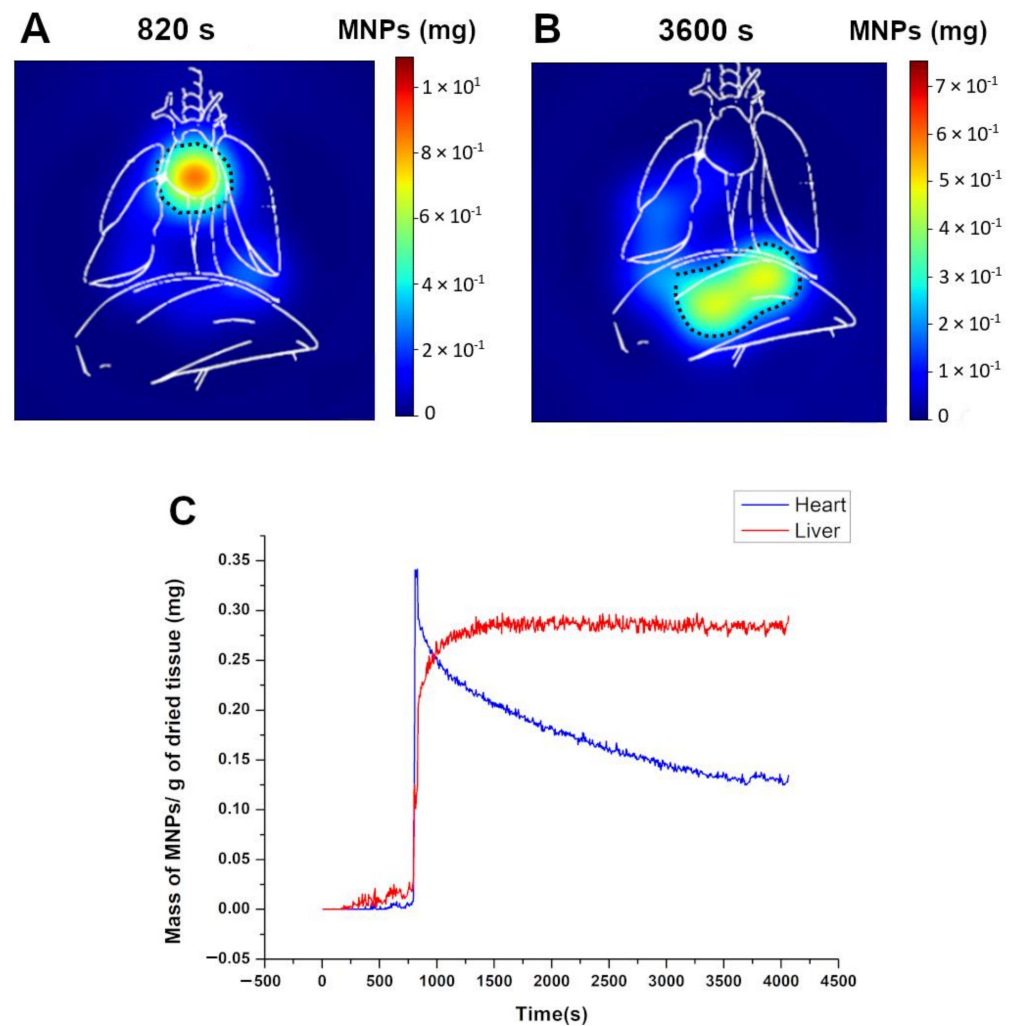 A 820 s MNPs (mg)
1 × 10¹
8 × 10⁻¹
6 × 10⁻¹
4 × 10⁻¹
2 × 10⁻¹
0
B 3600 s MNPs (mg)
7 × 10⁻¹
6 × 10⁻¹
5 × 10⁻¹
4 × 10⁻¹
3 × 10⁻¹
2 × 10⁻¹
1 × 10⁻¹
0
C
Heart
Liver
Mass of MNPs/ g of dried tissue (mg)
0.35
0.30
0.25
0.20
0.15
0.10
0.05
0.00
−0.05
−500 0 500 1000 1500 2000 2500 3000 3500 4000 4500
Time(s)